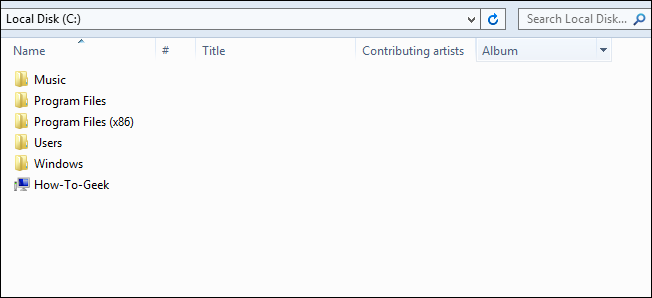 Local Disk (C:) Search Local Disk...
Name # Title Contributing artists Album
Music
Program Files
Program Files (x86)
Users
Windows
How-To-Geek